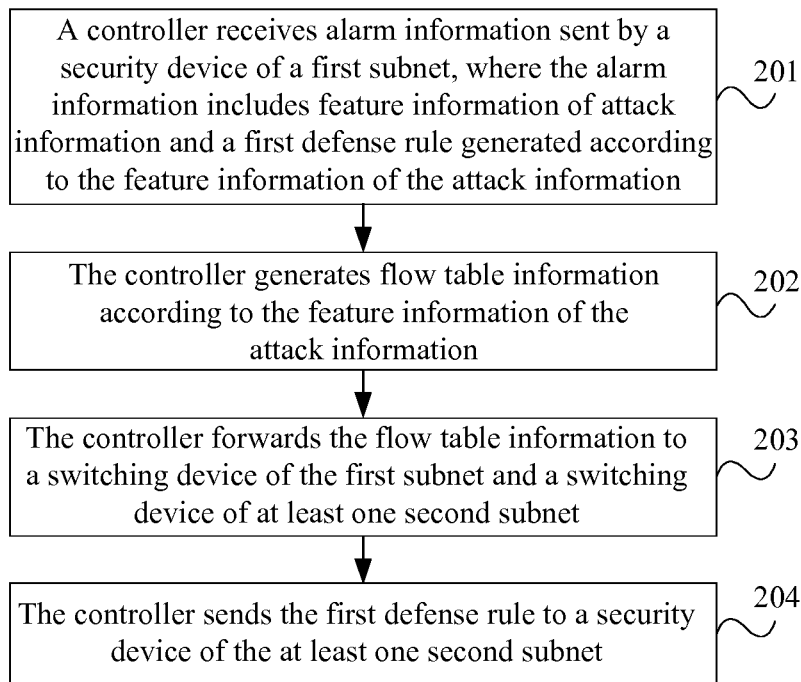 A controller receives alarm information sent by a
security device of a first subnet, where the alarm
information includes feature information of attack
information and a first defense rule generated according
to the feature information of the attack information
201
The controller generates flow table information
according to the feature information of the
attack information
202
The controller forwards the flow table information to
a switching device of the first subnet and a switching
device of at least one second subnet
203
The controller sends the first defense rule to a security
device of the at least one second subnet
204